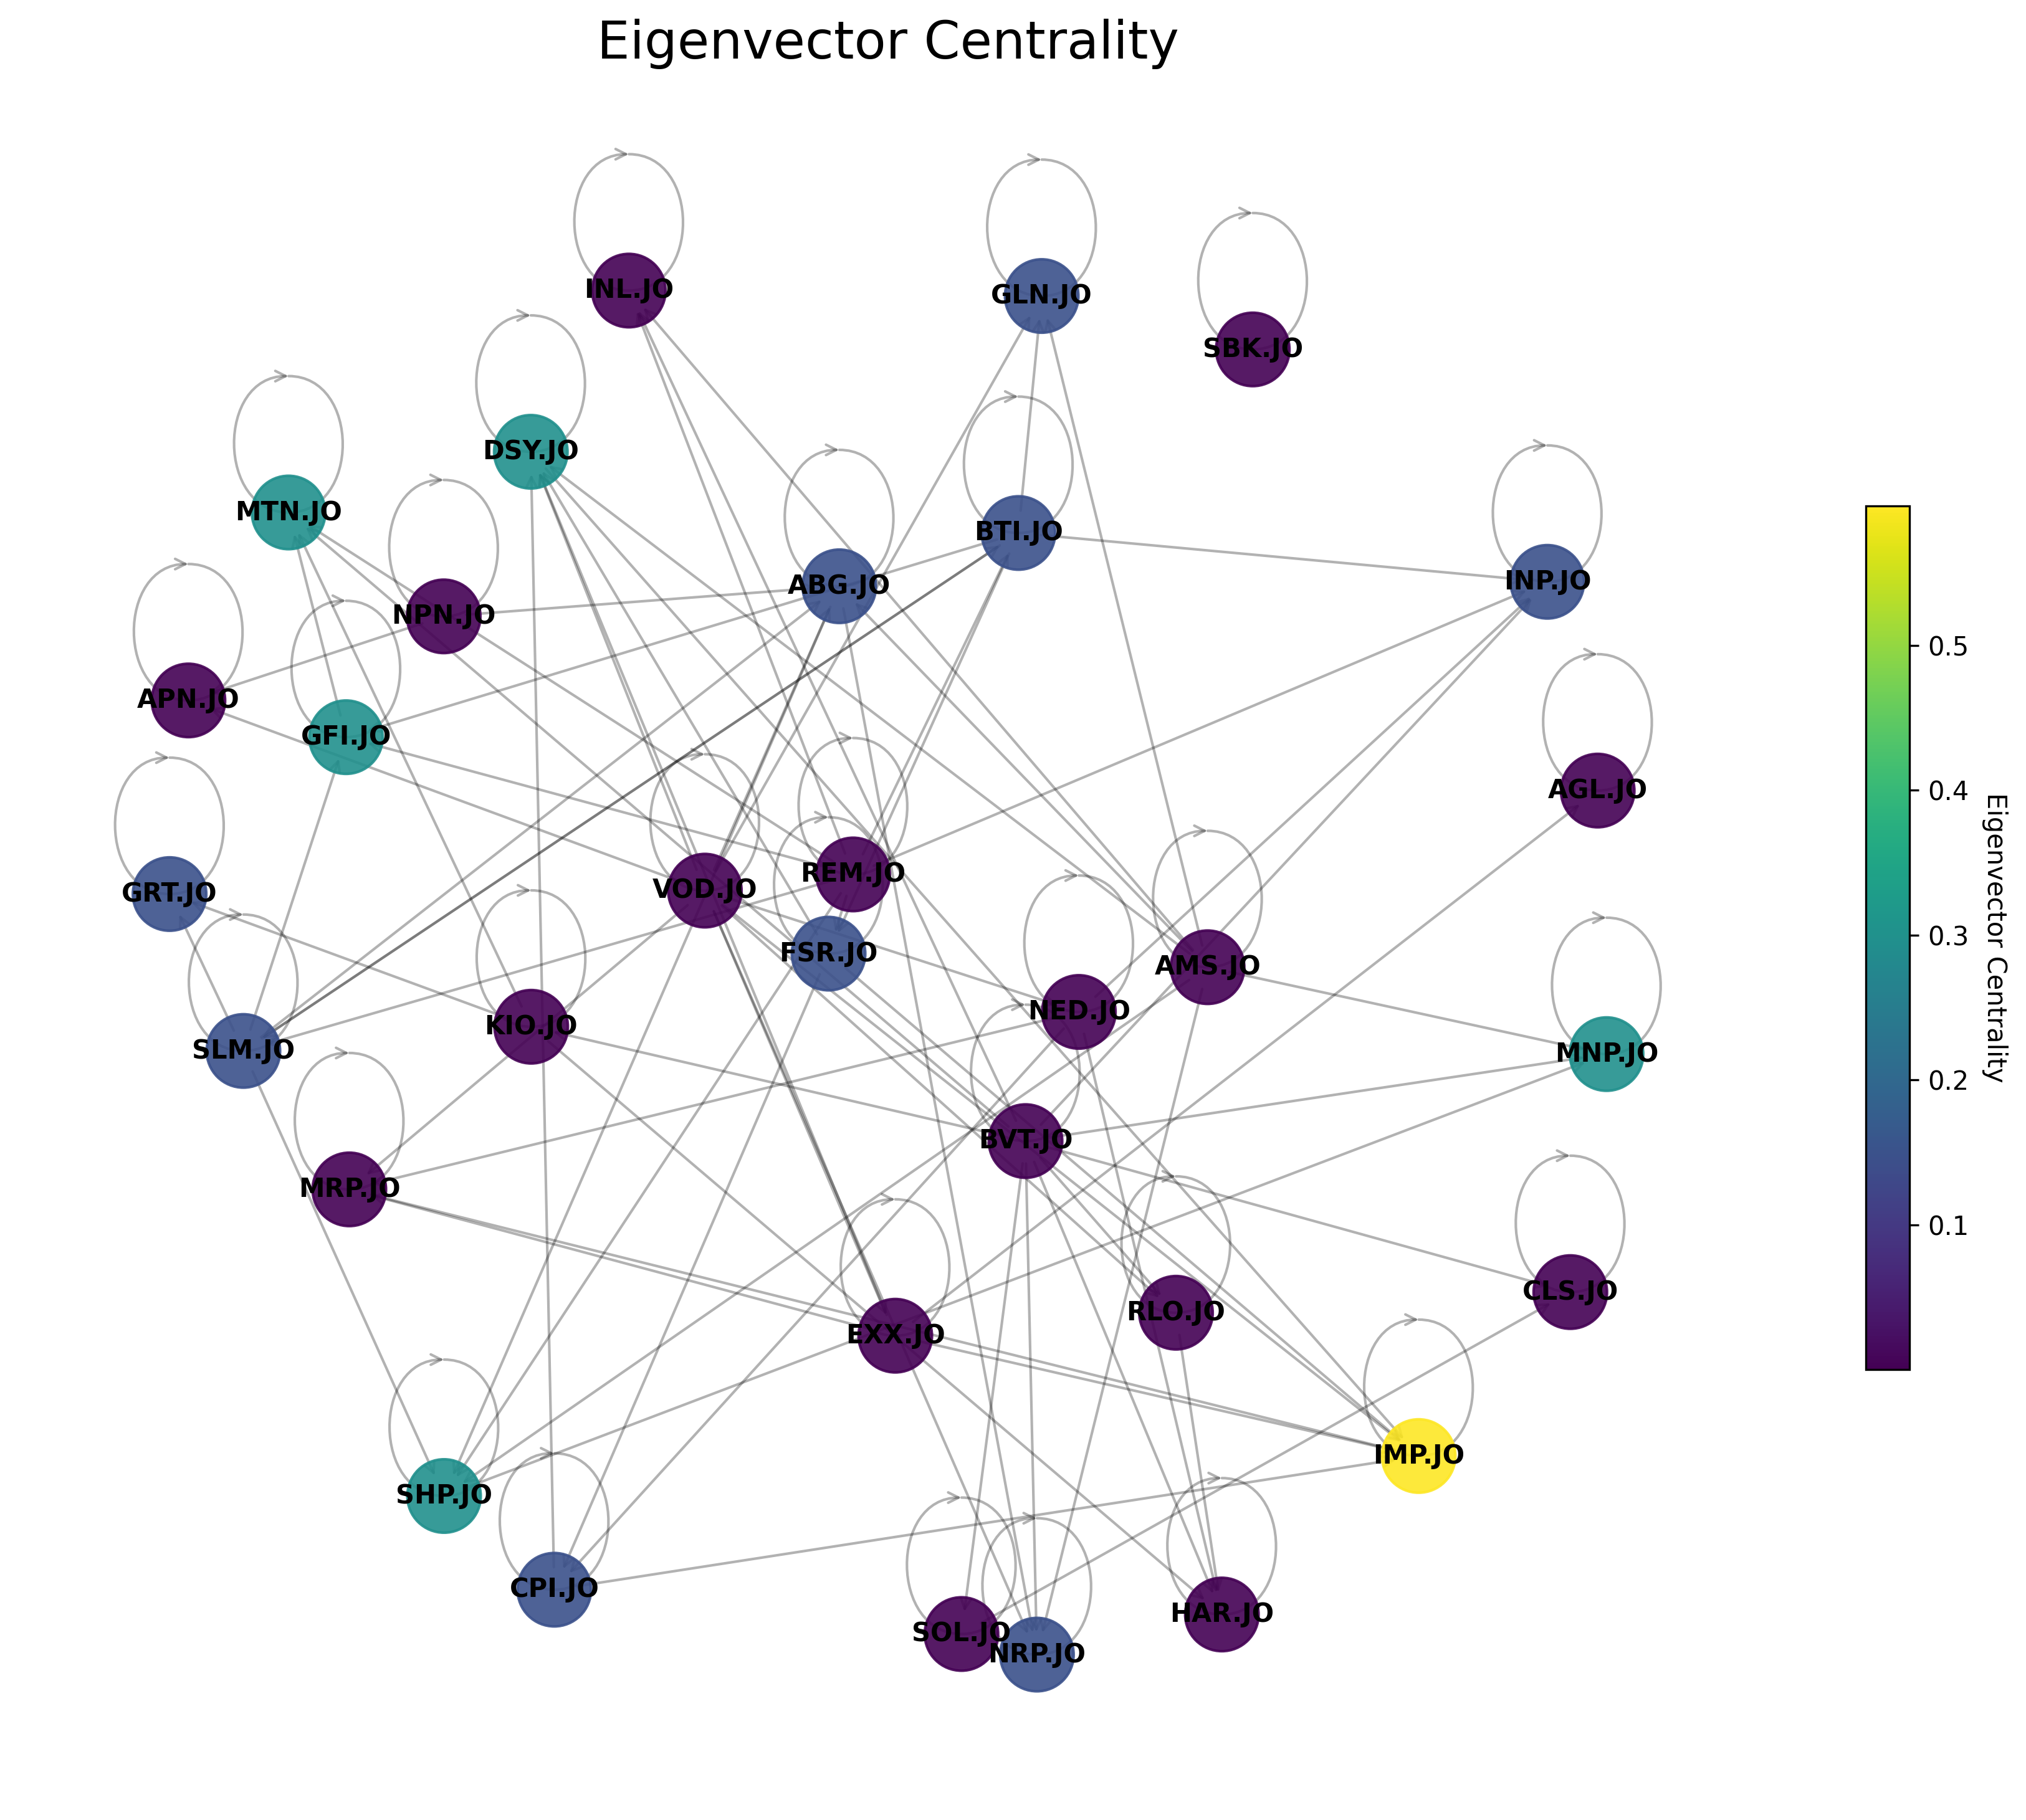 Eigenvector Centrality
INL.JO
GLN.JO
SBK.JO
DSY.JO
MTN.JO
BTI.JO
ABG.JO
INP.JO
NPN.JO
APN.JO
GFI.JO
AGL.JO
REM.JO
VOD.JO
GRT.JO
FSR.JO
AMS.JO
NED.JO
KIO.JO
SLM.JO
MNP.JO
BVT.JO
MRP.JO
CLS.JO
RLO.JO
EXX.JO
IMP.JO
SHP.JO
CPI.JO
HAR.JO
SOL.JO
NRP.JO
0.5
0.4
0.3
0.2
0.1
Eigenvector Centrality